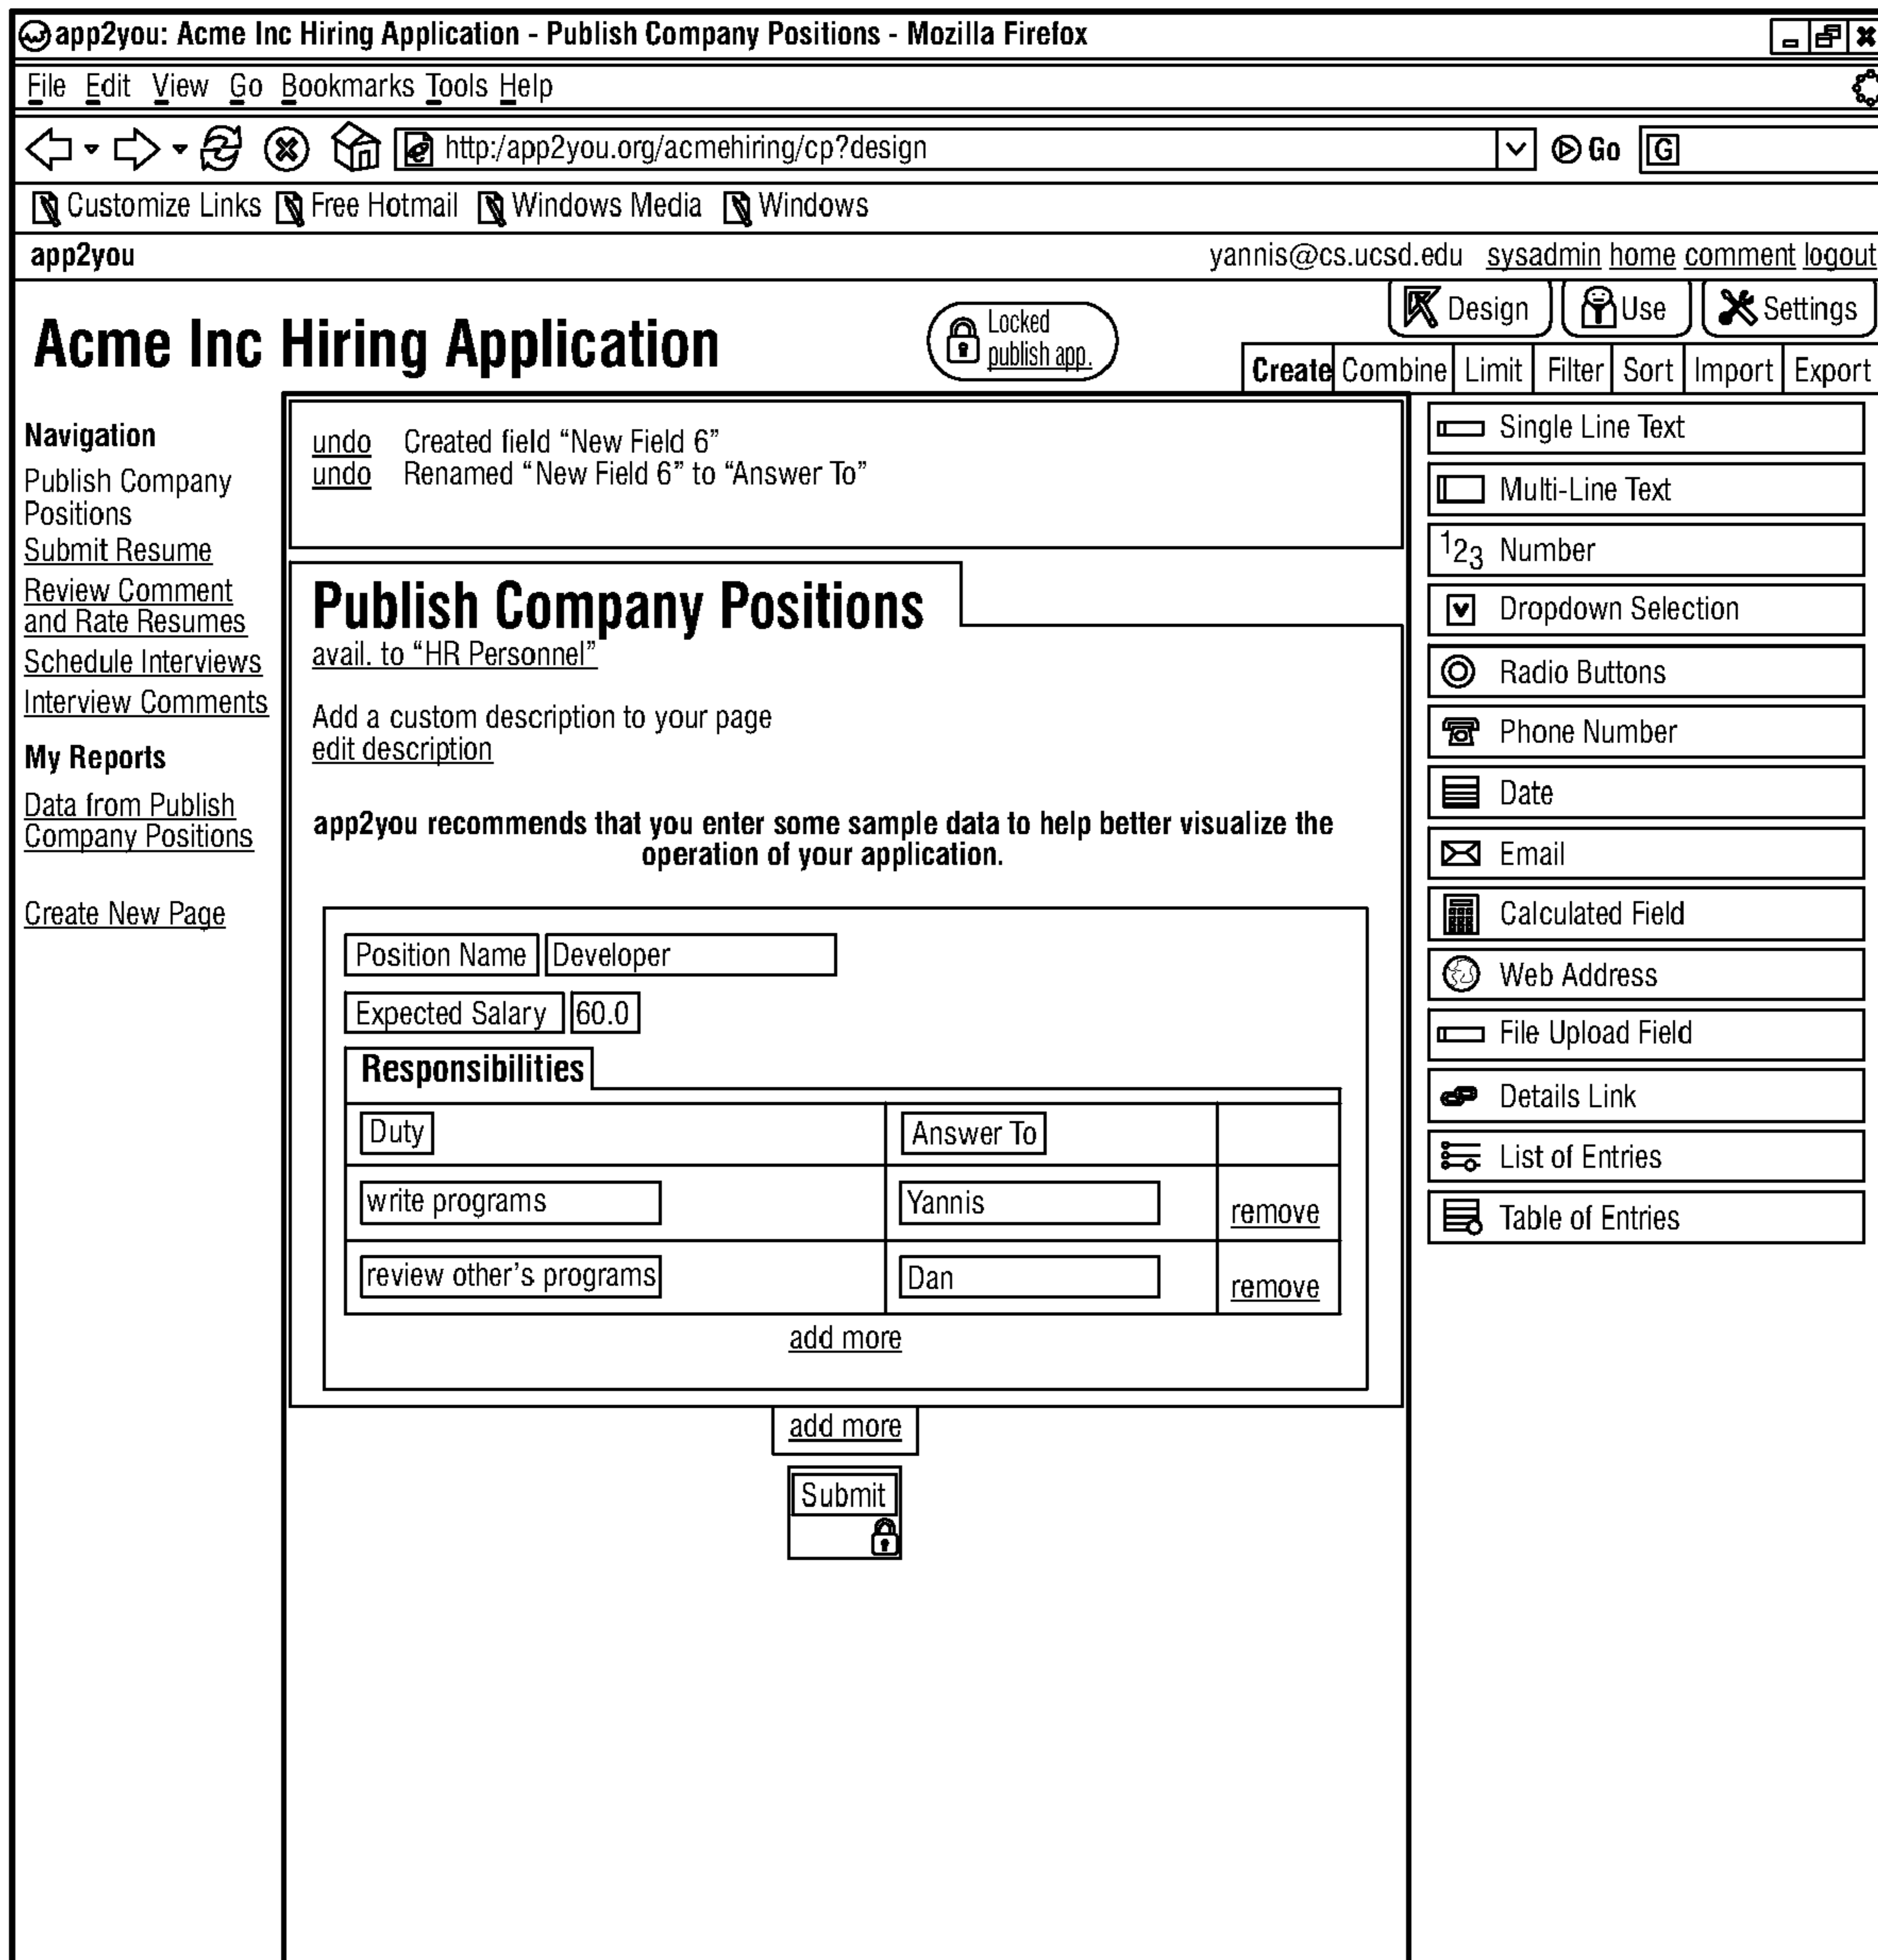 app2you: Acme Inc Hiring Application - Publish Company Positions - Mozilla Firefox
File Edit View Go Bookmarks Tools Help
http:/app2you.org/acmehiring/cp?design
Go G
Customize Links Free Hotmail Windows Media Windows
app2you yannis@cs.ucsd.edu sysadmin home comment logout
Design Use Settings
Acme Inc Hiring Application
Locked
publish app.
Create Combine Limit Filter Sort Import Export
Navigation
Publish Company
Positions
Submit Resume
Review Comment
and Rate Resumes
Schedule Interviews
Interview Comments
My Reports
Data from Publish
Company Positions
Create New Page
undo Created field “New Field 6”
undo Renamed “New Field 6” to “Answer To”
Publish Company Positions
avail. to “HR Personnel”
Add a custom description to your page
edit description
app2you recommends that you enter some sample data to help better visualize the
operation of your application.
Position Name Developer
Expected Salary 60.0
Responsibilities
Duty Answer To
write programs Yannis remove
review other’s programs Dan remove
add more
add more
Submit
Single Line Text
Multi-Line Text
123 Number
Dropdown Selection
Radio Buttons
Phone Number
Date
Email
Calculated Field
Web Address
File Upload Field
Details Link
List of Entries
Table of Entries